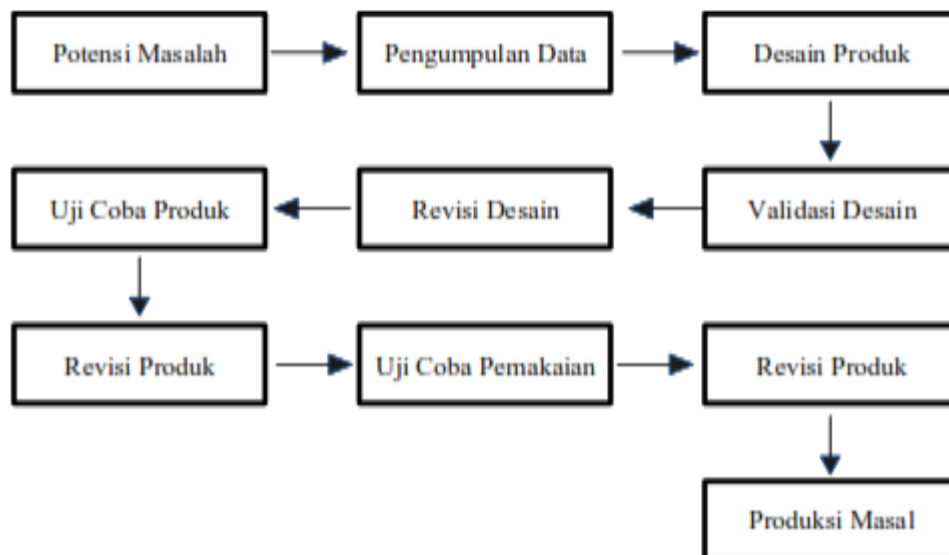 Potensi Masalah
Pengumpulan Data
Desain Produk
Validasi Desain
Revisi Desain
Uji Coba Produk
Revisi Produk
Uji Coba Pemakaian
Revisi Produk
Produksi Masal